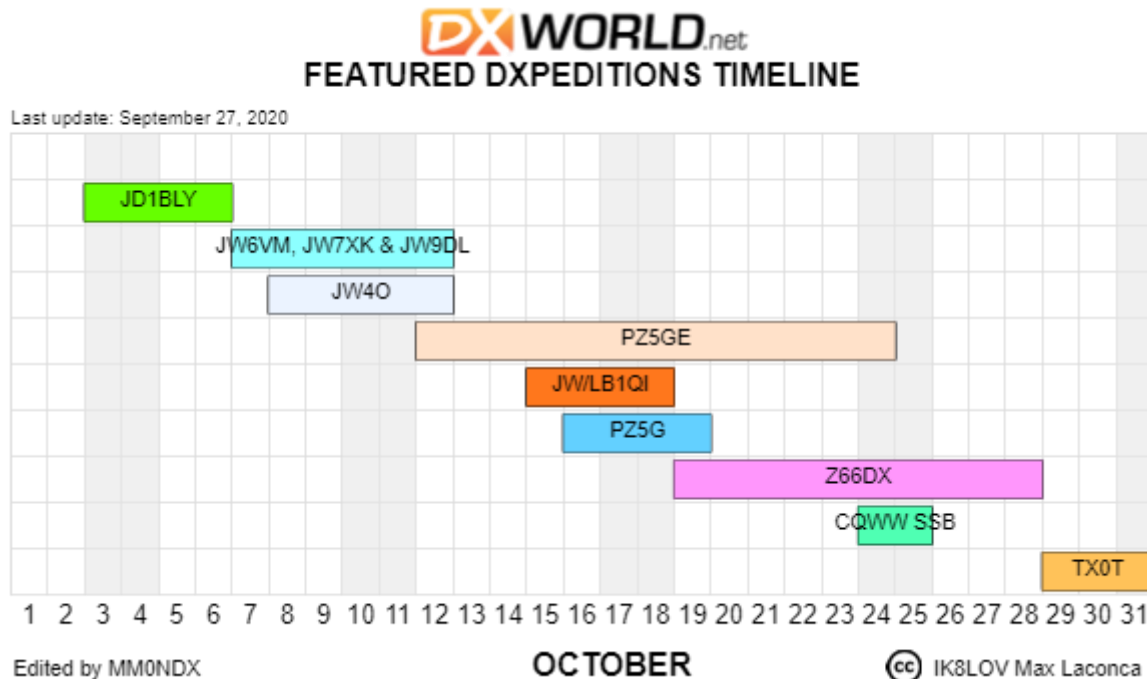 DX WORLD.net
FEATURED DXPEDITIONS TIMELINE
Last update: September 27, 2020
JD1BLY
JW6VM, JW7XK & JW9DL
JW4O
PZ5GE
JW/LB1QI
PZ5G
Z66DX
CQWW SSB
TX0T
1 2 3 4 5 6 7 8 9 10 11 12 13 14 15 16 17 18 19 20 21 22 23 24 25 26 27 28 29 30 31
Edited by MM0NDX OCTOBER cc IK8LOV Max Laconca